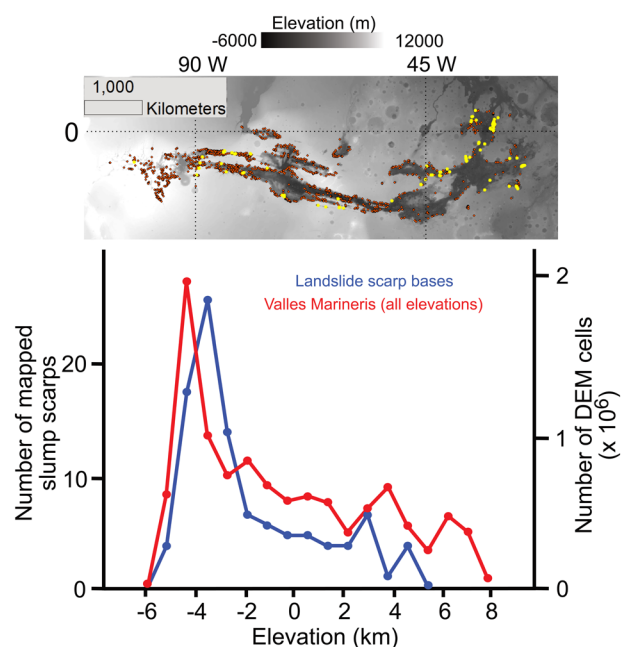 Elevation (m)
-6000 12000
90 W 45 W
1,000
Kilometers
0
Landslide scarp bases
Valles Marineris (all elevations)
Number of mapped
slump scarps
20
10
0
2
1
0
Number of DEM cells
(x 10⁶)
-6 -4 -2 0 2 4 6 8
Elevation (km)